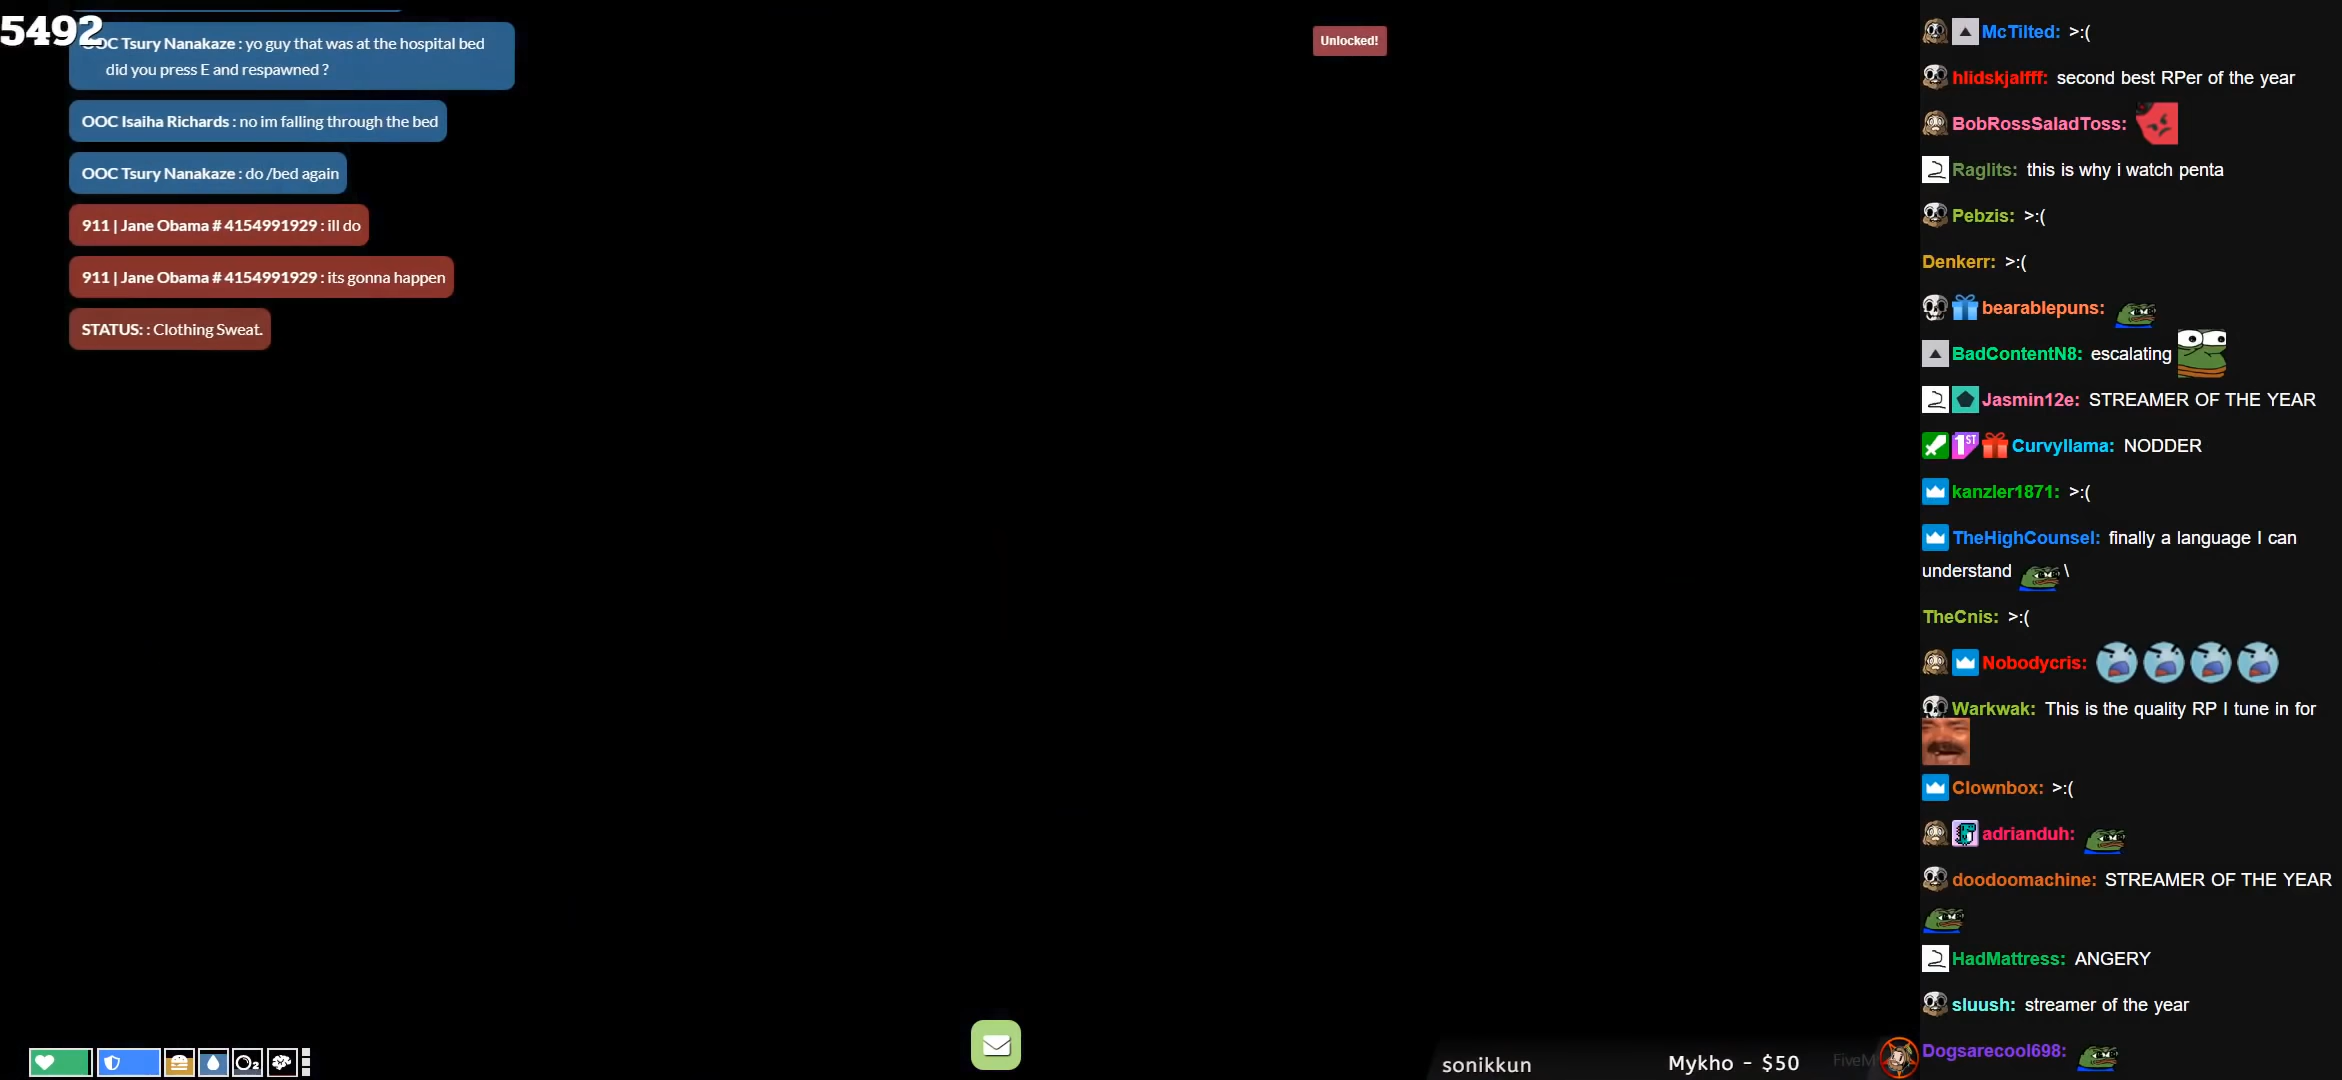 5492
OOC Tsury Nanakaze : yo guy that was at the hospital bed
did you press E and respawned ?
OOC Isaiha Richards : no im falling through the bed
OOC Tsury Nanakaze : do /bed again
911 | Jane Obama # 4154991929 : ill do
911 | Jane Obama # 4154991929 : its gonna happen
STATUS: : Clothing Sweat.
Unlocked!
O2
sonikkun
Mykho - $50
FiveM
McTilted: >:(
hlidskjalfff: second best RPer of the year
BobRossSaladToss:
Raglits: this is why i watch penta
Pebzis: >:(
Denkerr: >:(
bearablepuns:
BadContentN8: escalating
Jasmin12e: STREAMER OF THE YEAR
1ST Curvyllama: NODDER
kanzler1871: >:(
TheHighCounsel: finally a language I can
understand \
TheCnis: >:(
Nobodycris:
Warkwak: This is the quality RP I tune in for
Clownbox: >:(
adrianduh:
doodoomachine: STREAMER OF THE YEAR
HadMattress: ANGERY
sluush: streamer of the year
Dogsarecool698: